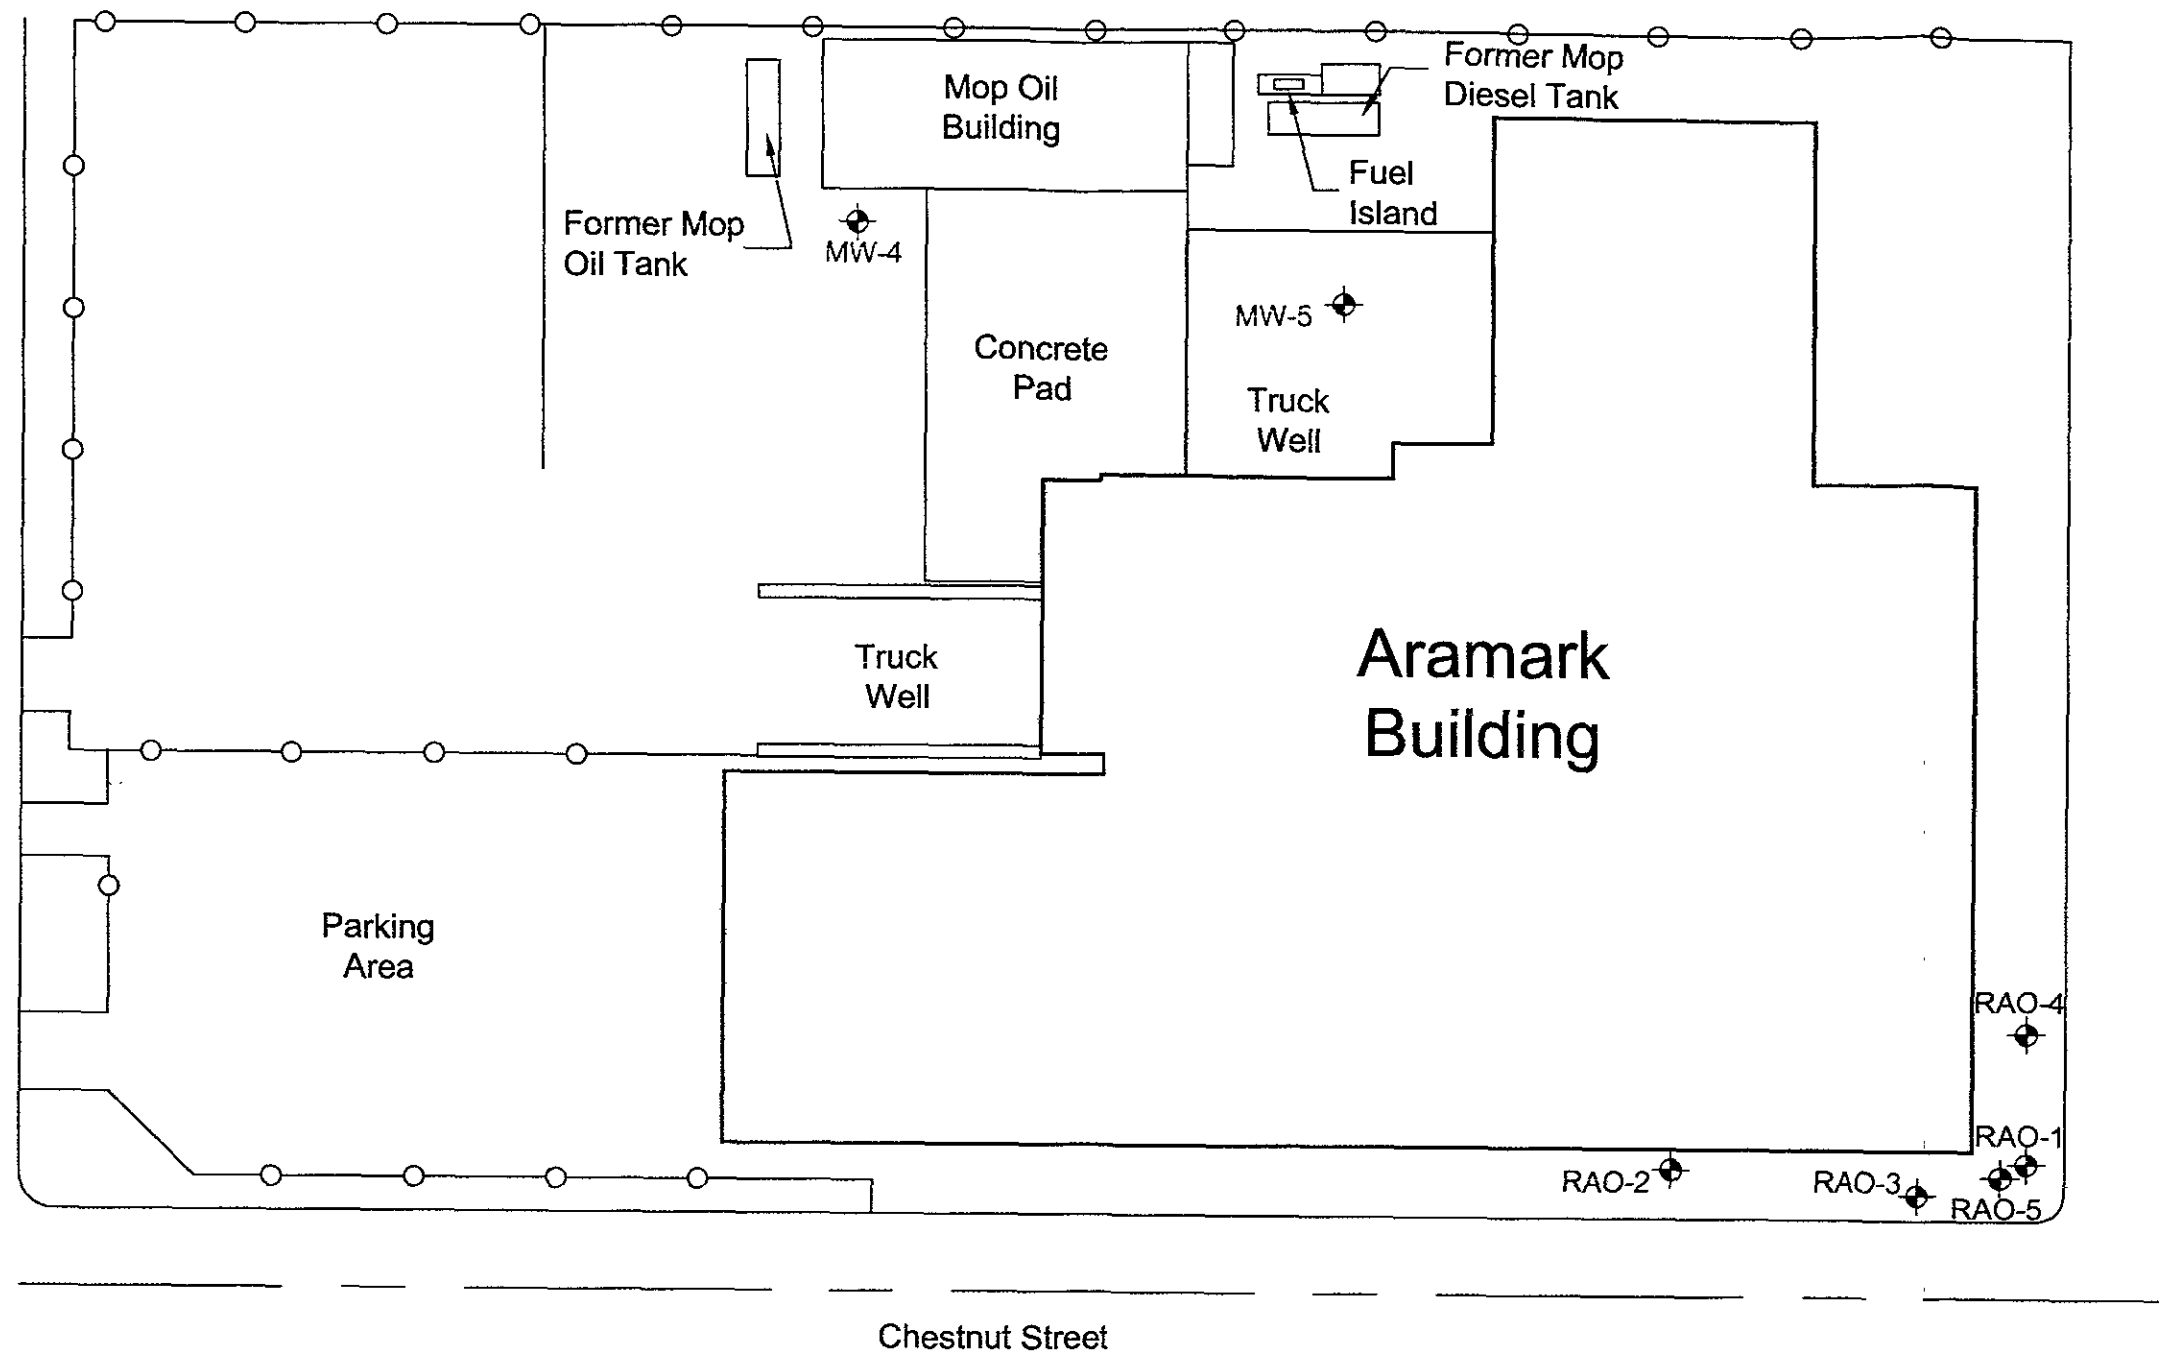 Former Mop
Diesel Tank
Mop Oil
Building
Fuel
Island
Former Mop
Oil Tank
MW-4
MW-5
Concrete
Pad
Truck
Well
Truck
Well
Aramark
Building
Parking
Area
RAO-4
RAO-1
RAO-2
RAO-3
RAO-5
Chestnut Street